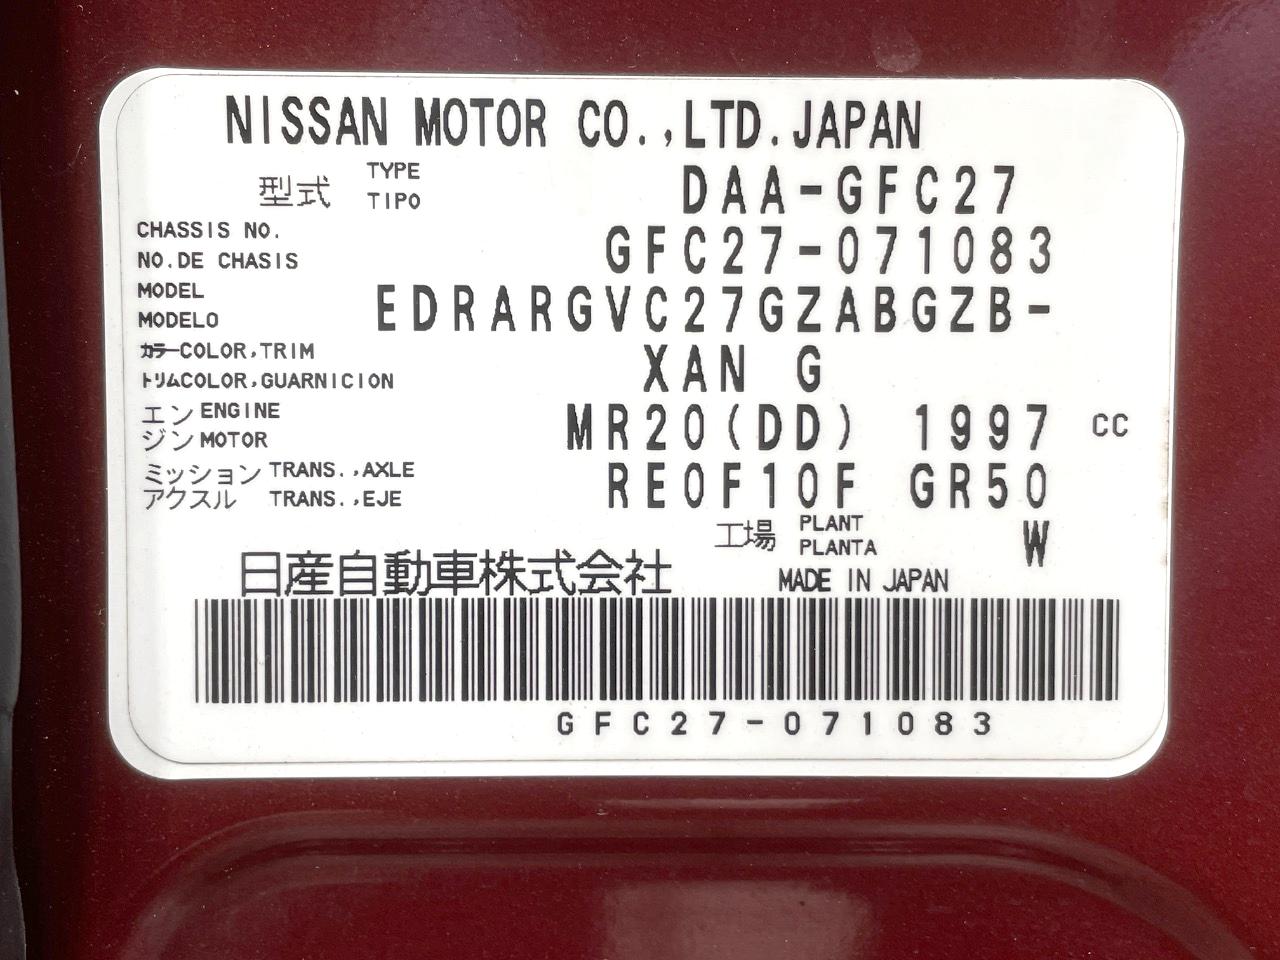 NISSAN MOTOR CO.,LTD.JAPAN
型式 TYPE TIPO DAA-GFC27
CHASSIS NO.
NO.DE CHASIS GFC27-071083
MODEL
MODELO EDRARGVC27GZABGZB-
カラーCOLOR,TRIM XAN G
トリムCOLOR,GUARNICION
エンジン ENGINE MOTOR MR20(DD) 1997 CC
ミッション TRANS.,AXLE
アクスル TRANS.,EJE RE0F10F GR50
工場 PLANT PLANTA W
日産自動車株式会社 MADE IN JAPAN
GFC27-071083